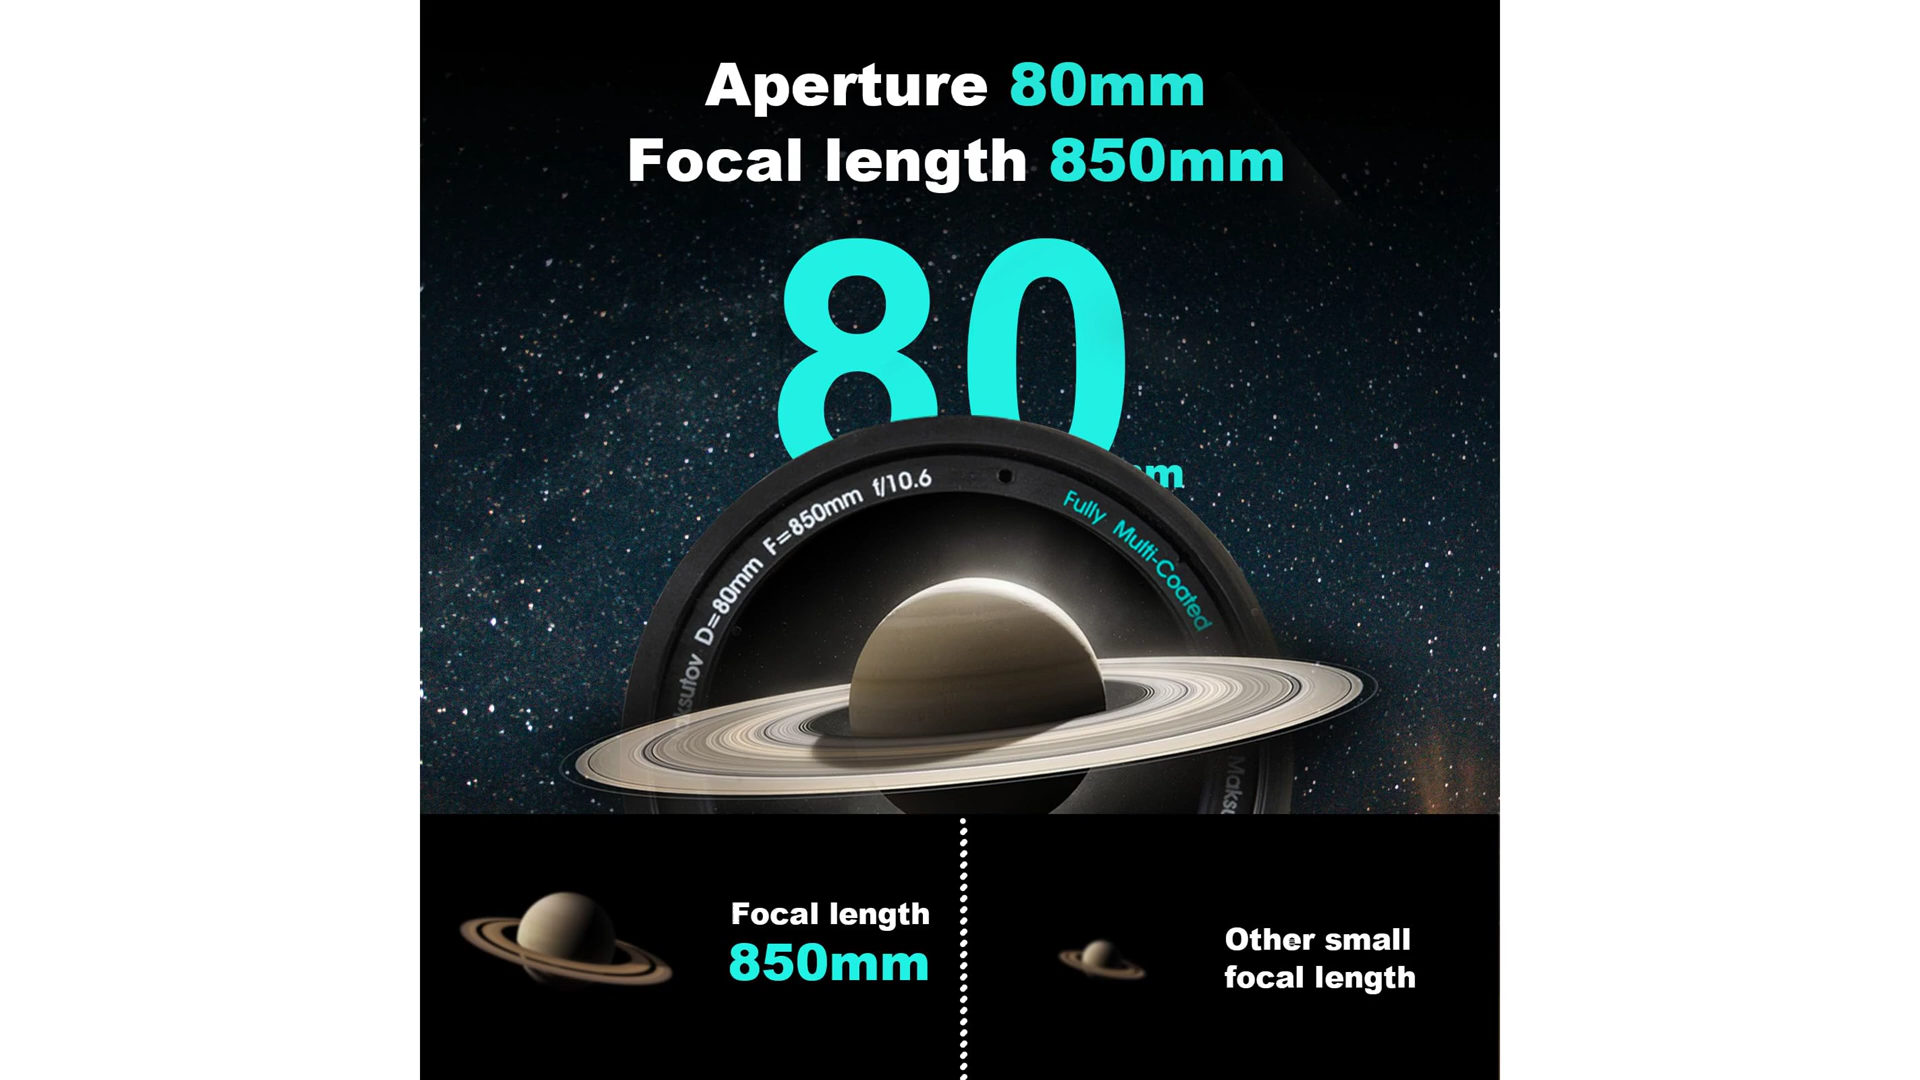 Aperture 80mm
Focal length 850mm
80
D=80mm F=850mm f/10.6
Fully Multi-Coated
Focal length
850mm
Other small
focal length